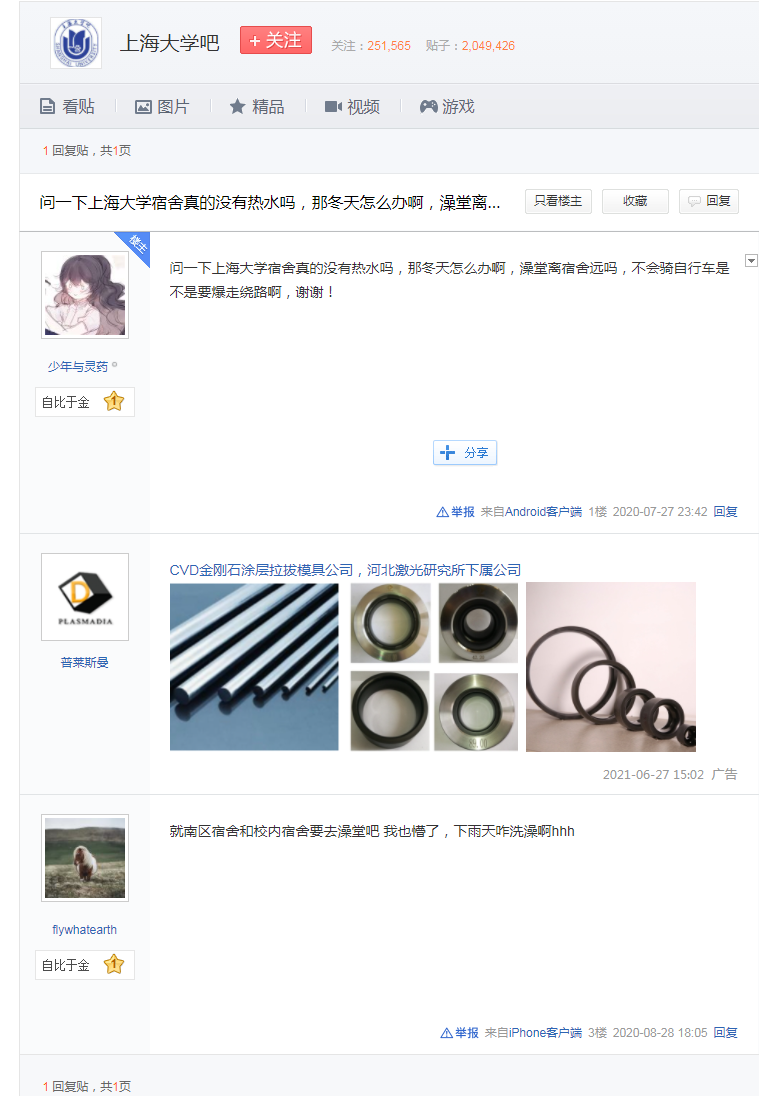 上海大学吧
+ 关注
关注：251,565 贴子：2,049,426
看贴 图片 精品 视频 游戏
1 回复贴，共1页
问一下上海大学宿舍真的没有热水吗，那冬天怎么办啊，澡堂离...
只看楼主 收藏 回复
楼主
问一下上海大学宿舍真的没有热水吗，那冬天怎么办啊，澡堂离宿舍远吗，不会骑自行车是
不是要爆走绕路啊，谢谢！
少年与灵药
自比于金 1
分享
举报 来自Android客户端 1楼 2020-07-27 23:42 回复
PLASMADIA
普莱斯曼
CVD金刚石涂层拉拔模具公司，河北激光研究所下属公司
2021-06-27 15:02 广告
就南区宿舍和校内宿舍要去澡堂吧 我也懵了，下雨天咋洗澡啊hhh
flywhatearth
自比于金 1
举报 来自iPhone客户端 3楼 2020-08-28 18:05 回复
1 回复贴，共1页